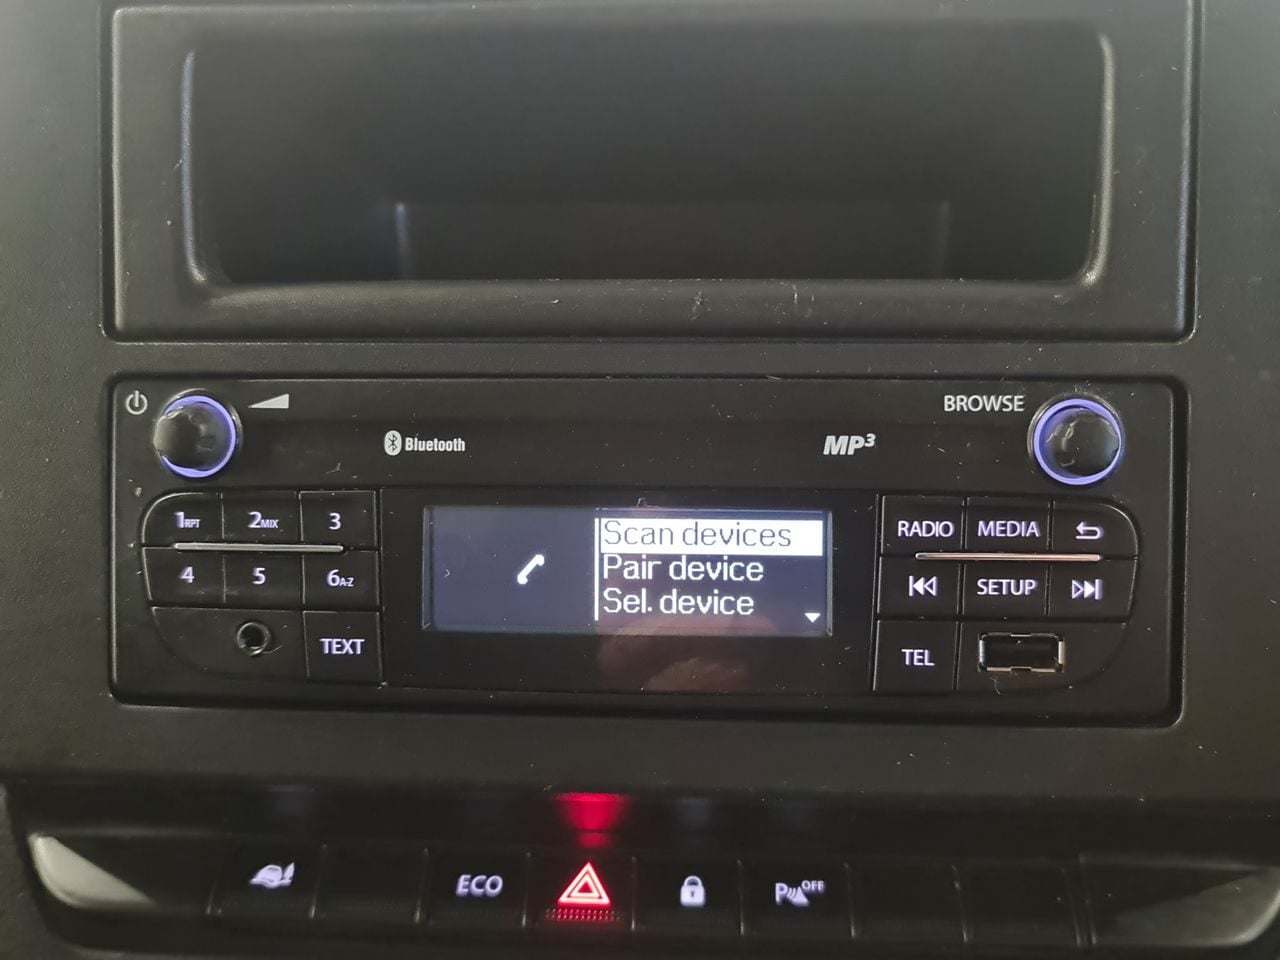 BROWSE
Bluetooth
MP3
1RPT 2MIX 3
4 5 6A-Z
TEXT
Scan devices
Pair device
Sel. device
RADIO MEDIA
SETUP
TEL
ECO
P OFF